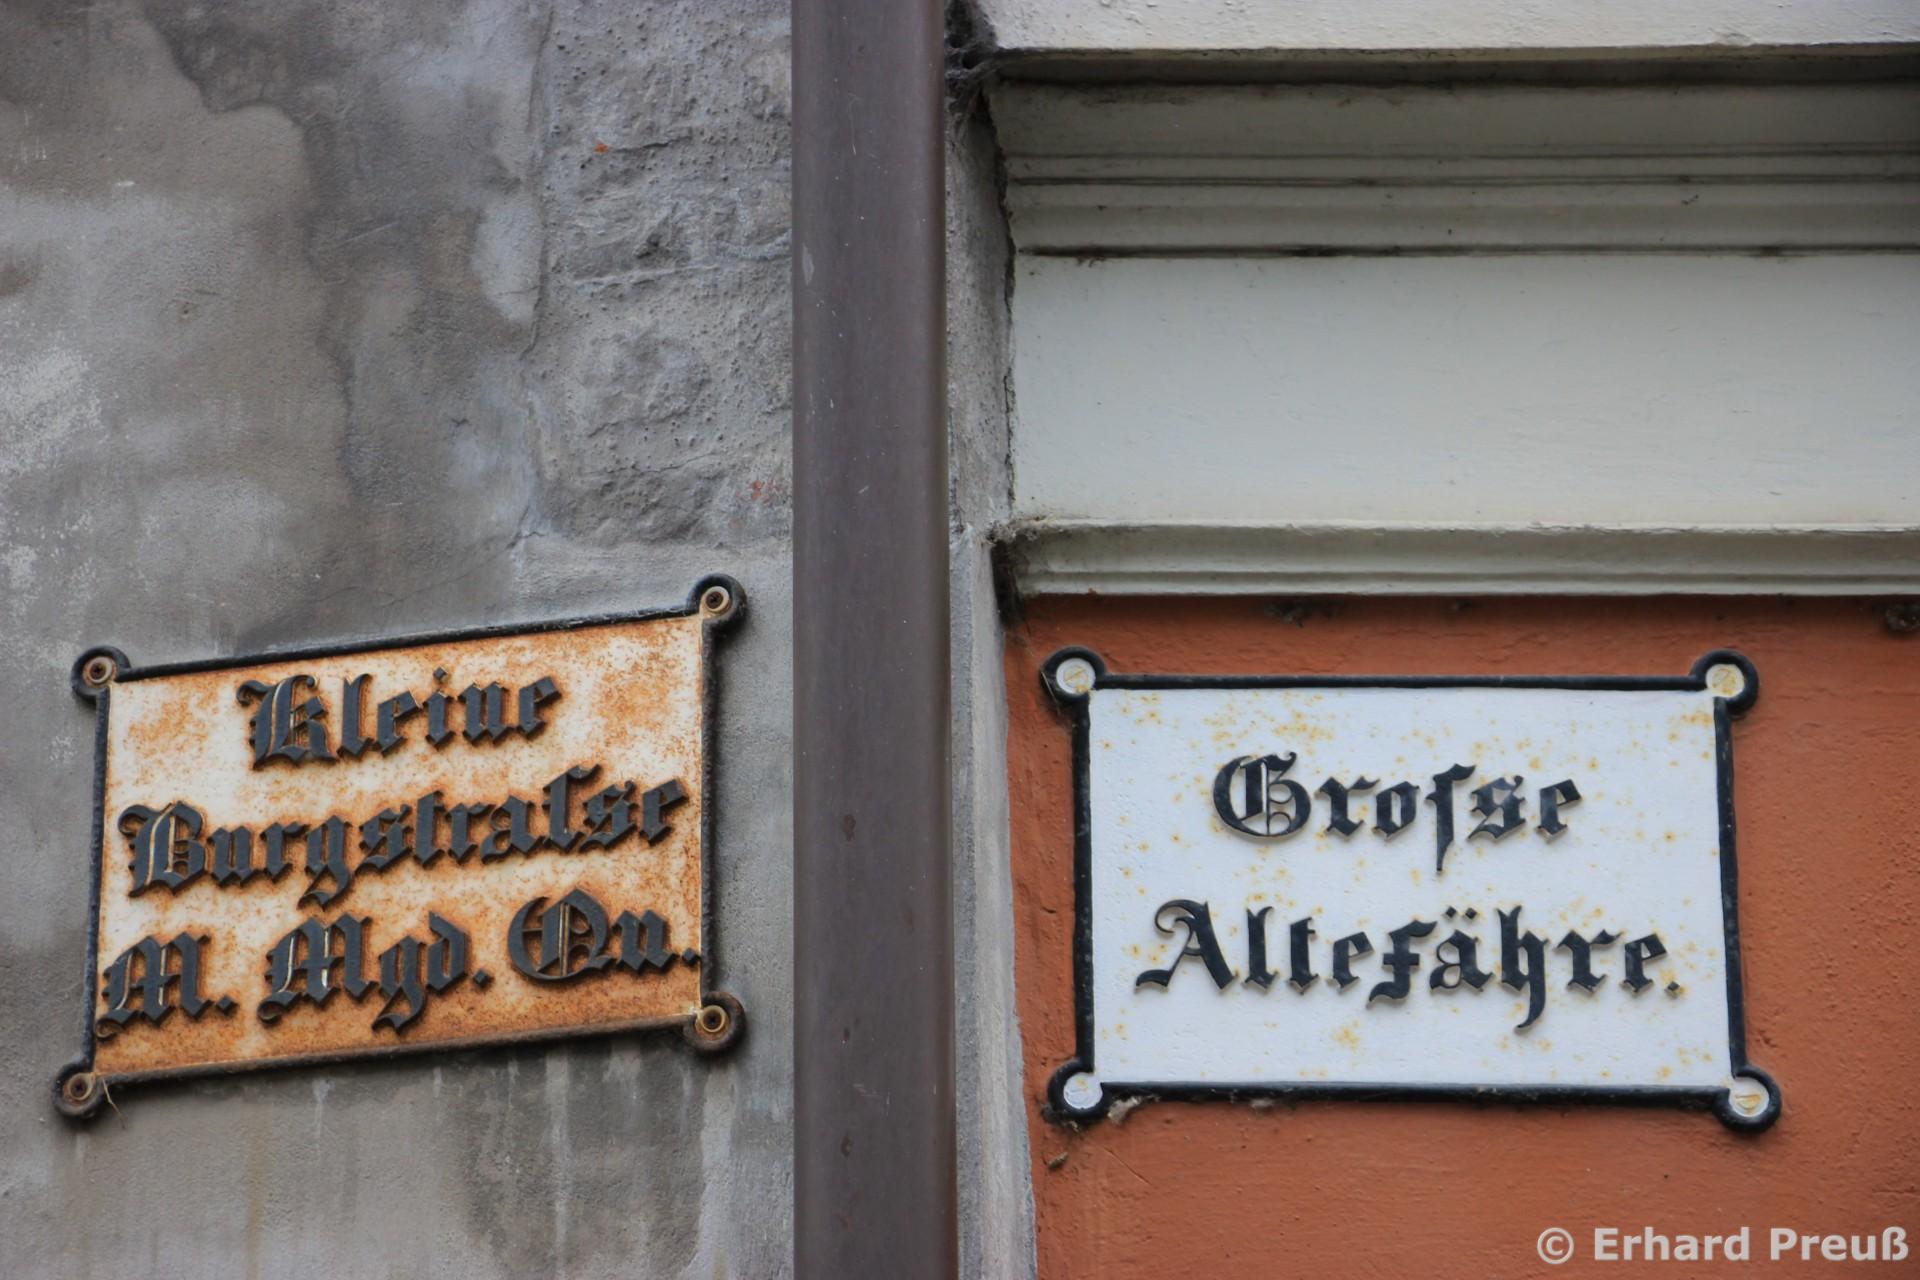 Kleine
Burgstraſse
M. Mgd. Qu.
Groſse
Altefähre.
© Erhard Preuß